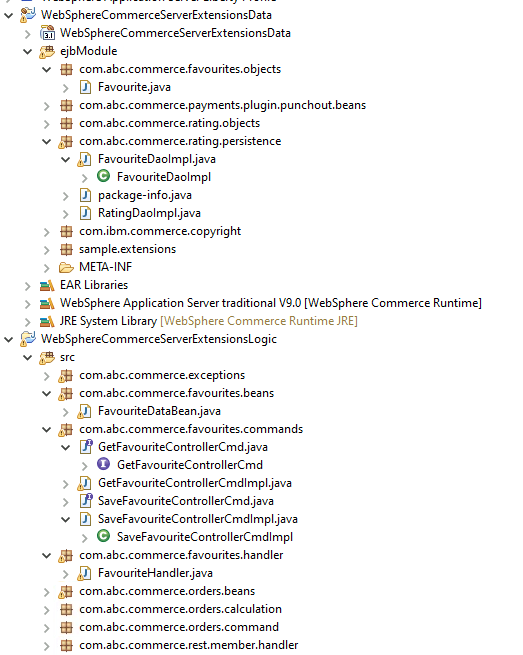 WebSphereCommerceServerExtensionsData
WebSphereCommerceServerExtensionsData
ejbModule
com.abc.commerce.favourites.objects
Favourite.java
com.abc.commerce.payments.plugin.punchout.beans
com.abc.commerce.rating.objects
com.abc.commerce.rating.persistence
FavouriteDaoImpl.java
FavouriteDaoImpl
package-info.java
RatingDaoImpl.java
com.ibm.commerce.copyright
sample.extensions
META-INF
EAR Libraries
WebSphere Application Server traditional V9.0 [WebSphere Commerce Runtime]
JRE System Library [WebSphere Commerce Runtime JRE]
WebSphereCommerceServerExtensionsLogic
src
com.abc.commerce.exceptions
com.abc.commerce.favourites.beans
FavouriteDataBean.java
com.abc.commerce.favourites.commands
GetFavouriteControllerCmd.java
GetFavouriteControllerCmd
GetFavouriteControllerCmdImpl.java
SaveFavouriteControllerCmd.java
SaveFavouriteControllerCmdImpl.java
SaveFavouriteControllerCmdImpl
com.abc.commerce.favourites.handler
FavouriteHandler.java
com.abc.commerce.orders.beans
com.abc.commerce.orders.calculation
com.abc.commerce.orders.command
com.abc.commerce.rest.member.handler